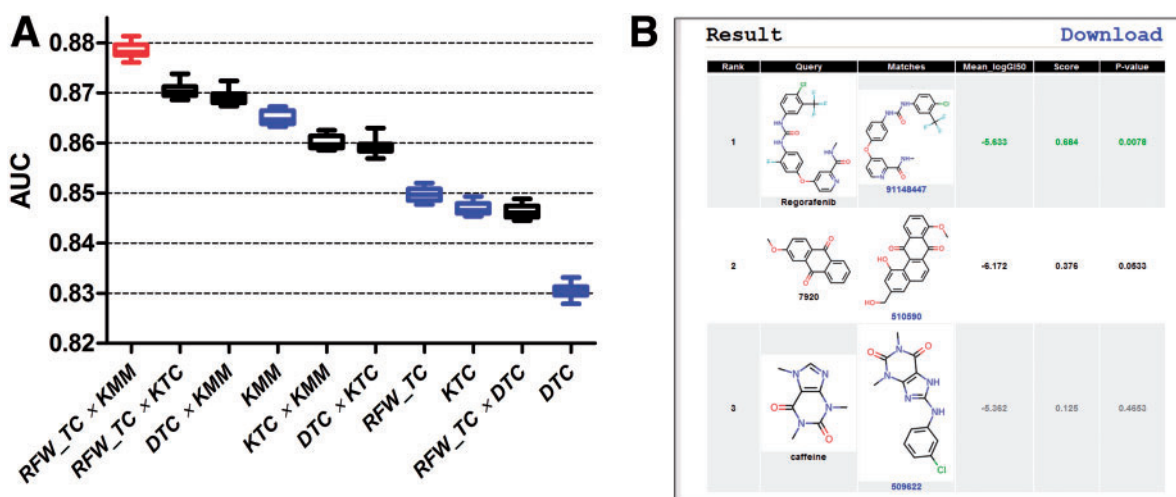 A
0.88
0.87
0.86
0.85
0.84
0.83
0.82
AUC
RFW_TC × KMM
RFW_TC × KTC
DTC × KMM
KMM
KTC × KMM
DTC × KTC
RFW_TC
KTC
RFW_TC × DTC
DTC
B
Result Download
Rank Query Matches Mean_logGI50 Score P-value
1 -5.633 0.684 0.0078
Regorafenib 91148447
2 -6.172 0.376 0.0533
7920 510590
3 -5.362 0.125 0.4653
caffeine 509622